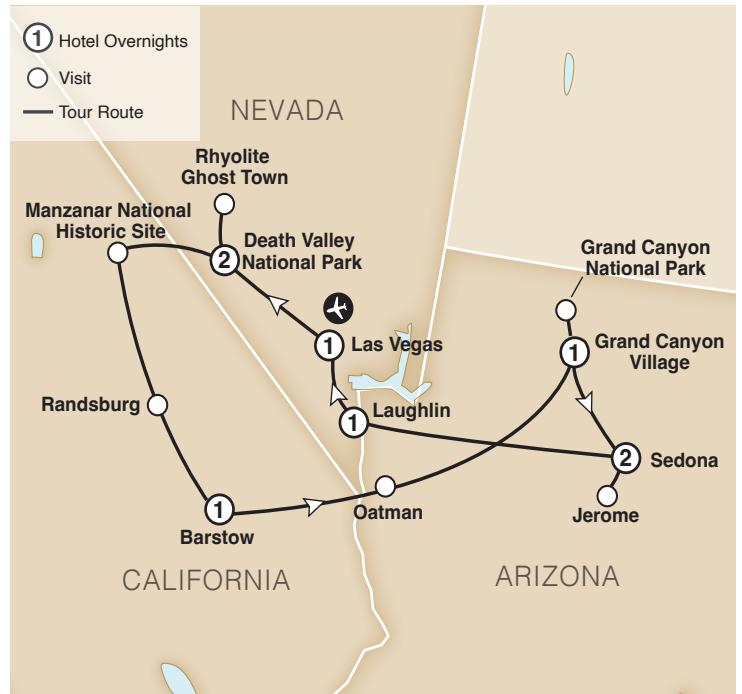 1 Hotel Overnights
Visit
Tour Route
NEVADA
Rhyolite
Ghost Town
Manzanar National
Historic Site
2
Death Valley
National Park
Grand Canyon
National Park
1
Las Vegas
1
Grand Canyon
Village
Randsburg
1
Laughlin
2
Sedona
Oatman
Jerome
1
Barstow
CALIFORNIA
ARIZONA